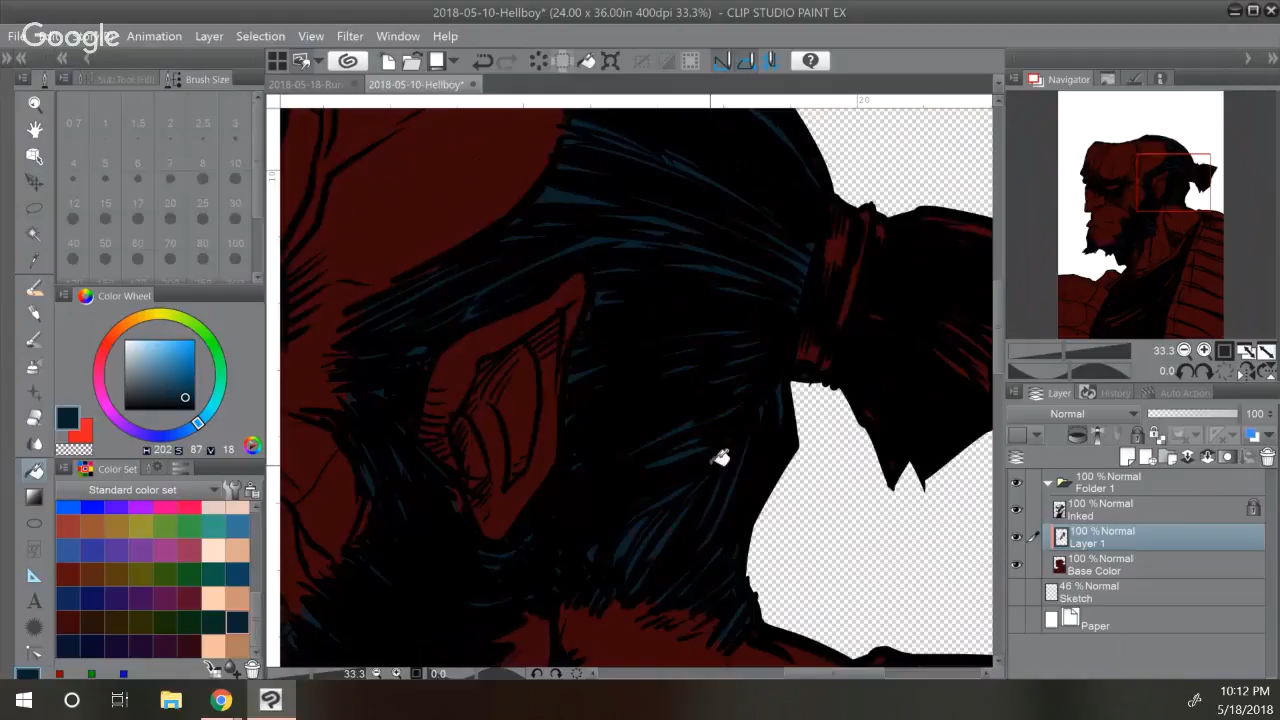 2018-05-10-Hellboy* (24.00 x 36.00in 400dpi 33.3%) - CLIP STUDIO PAINT EX
Google
Animation Layer Selection View Filter Window Help
Brush Size
2018-05-18-Run
2018-05-10-Hellboy*
Navigator
20
0.7 1 1.5 2 2.5 3
4 5 6 7 8 10
12 15 17 20 25 30
40 50 60 70 80 100
Color Wheel
H 202 S 87 V 18
Color Set
Standard color set
33.3
0.0
Layer
History
Auto Action
Normal
100
100 %Normal
Folder 1
100 %Normal
Inked
100 %Normal
Layer 1
100 %Normal
Base Color
46 %Normal
Sketch
Paper
33.3
0.0
10:12 PM
5/18/2018